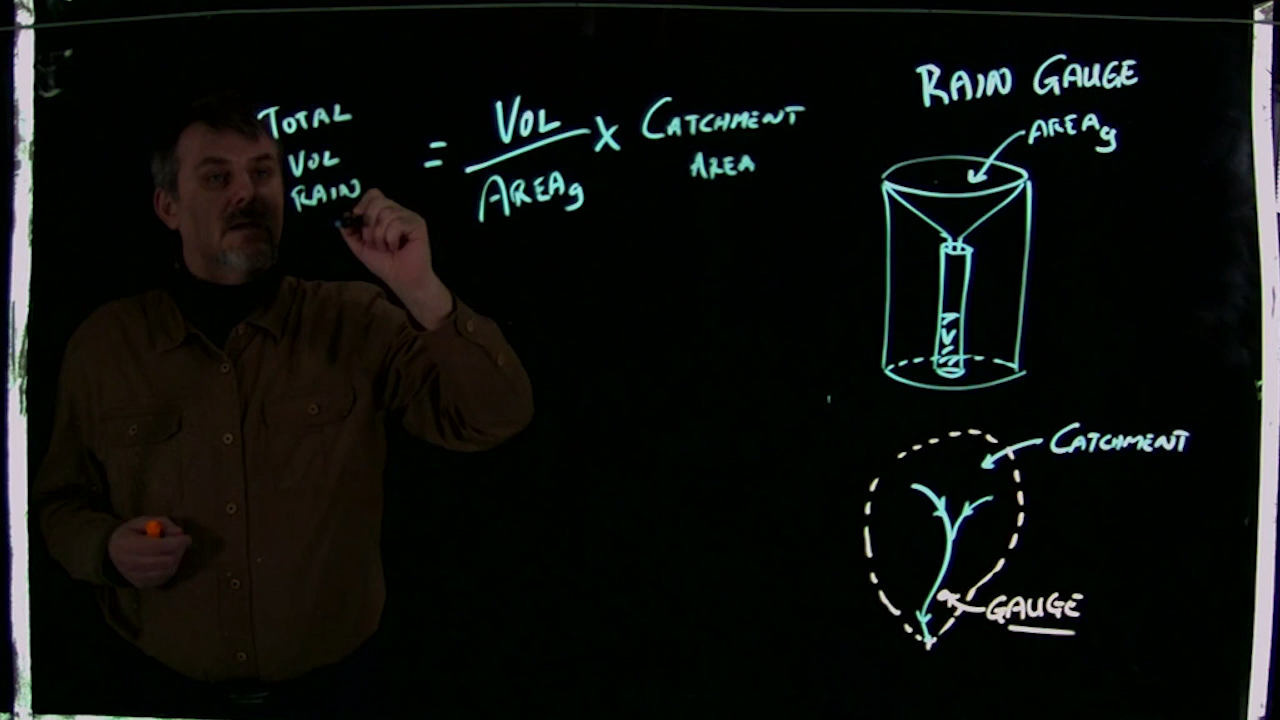 TOTAL
VOL
RAIN
= VOL / AREAg X CATCHMENT
AREA
RAIN GAUGE
AREAg
V
CATCHMENT
GAUGE